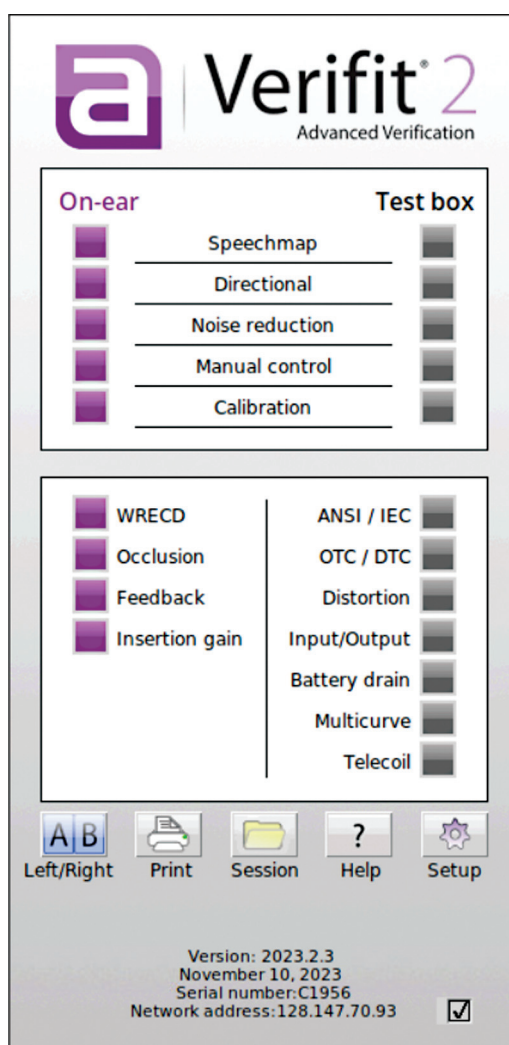 a Verifit® 2
Advanced Verification
On-ear Test box
Speechmap
Directional
Noise reduction
Manual control
Calibration
WRECD ANSI / IEC
Occlusion OTC / DTC
Feedback Distortion
Insertion gain Input/Output
Battery drain
Multicurve
Telecoil
A B ?
Left/Right Print Session Help Setup
Version: 2023.2.3
November 10, 2023
Serial number:C1956
Network address:128.147.70.93